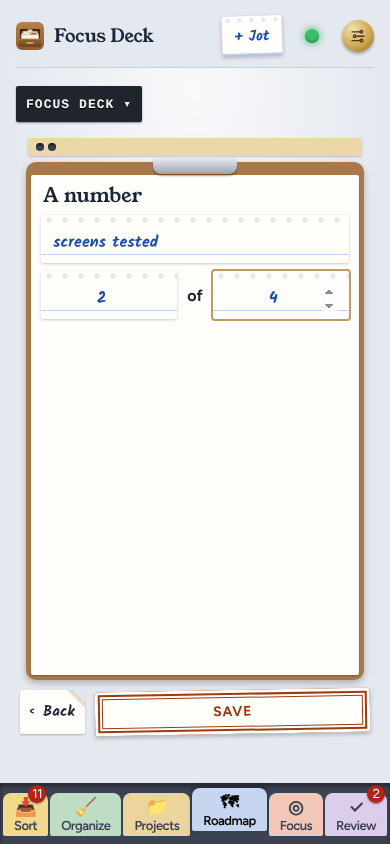 Focus Deck
+ Jot
FOCUS DECK ▾
A number
screens tested
2 of 4
‹ Back
SAVE
11
2
Sort
Organize
Projects
Roadmap
Focus
Review